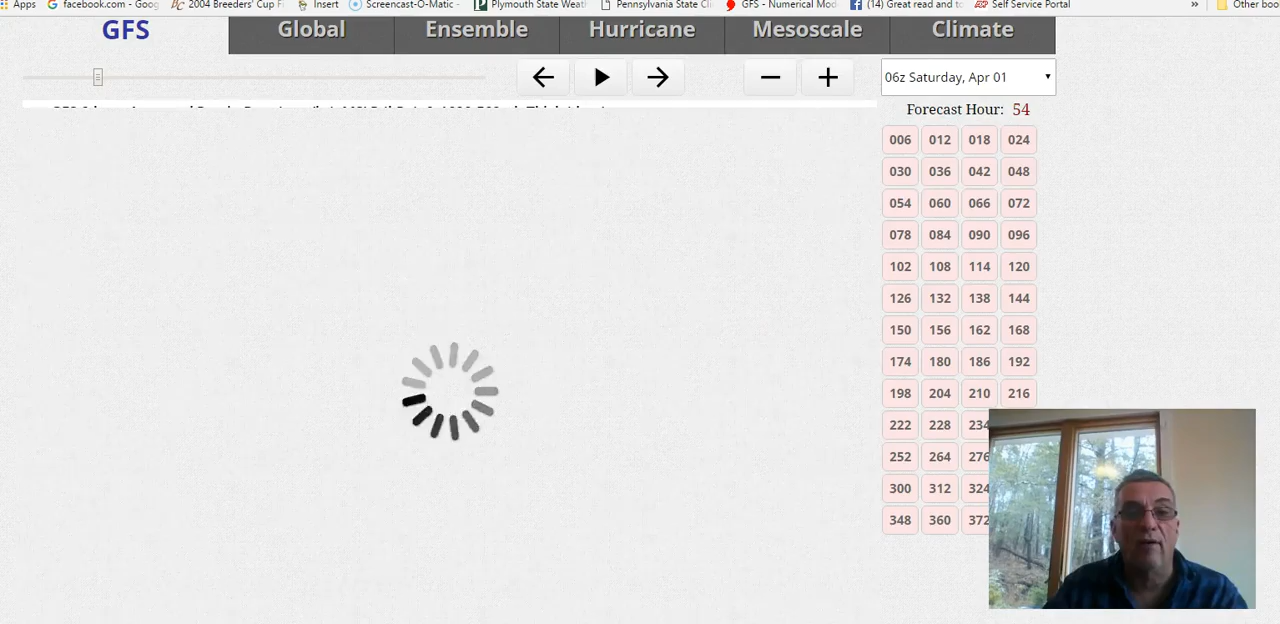 Apps facebook.com - Goog 2004 Breeders' Cup F Insert Screencast-O-Matic - Plymouth State Weat Pennsylvania State Cli GFS - Numerical Mod (14) Great read and to Self Service Portal » Other boo
GFS Global Ensemble Hurricane Mesoscale Climate
06z Saturday, Apr 01
Forecast Hour: 54
006 012 018 024
030 036 042 048
054 060 066 072
078 084 090 096
102 108 114 120
126 132 138 144
150 156 162 168
174 180 186 192
198 204 210 216
222 228 234
252 264 276
300 312 324
348 360 372